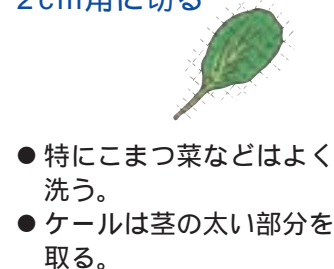 2cm角に切る
● 特にこまつ菜などはよく
洗う。
● ケールは茎の太い部分を
取る。